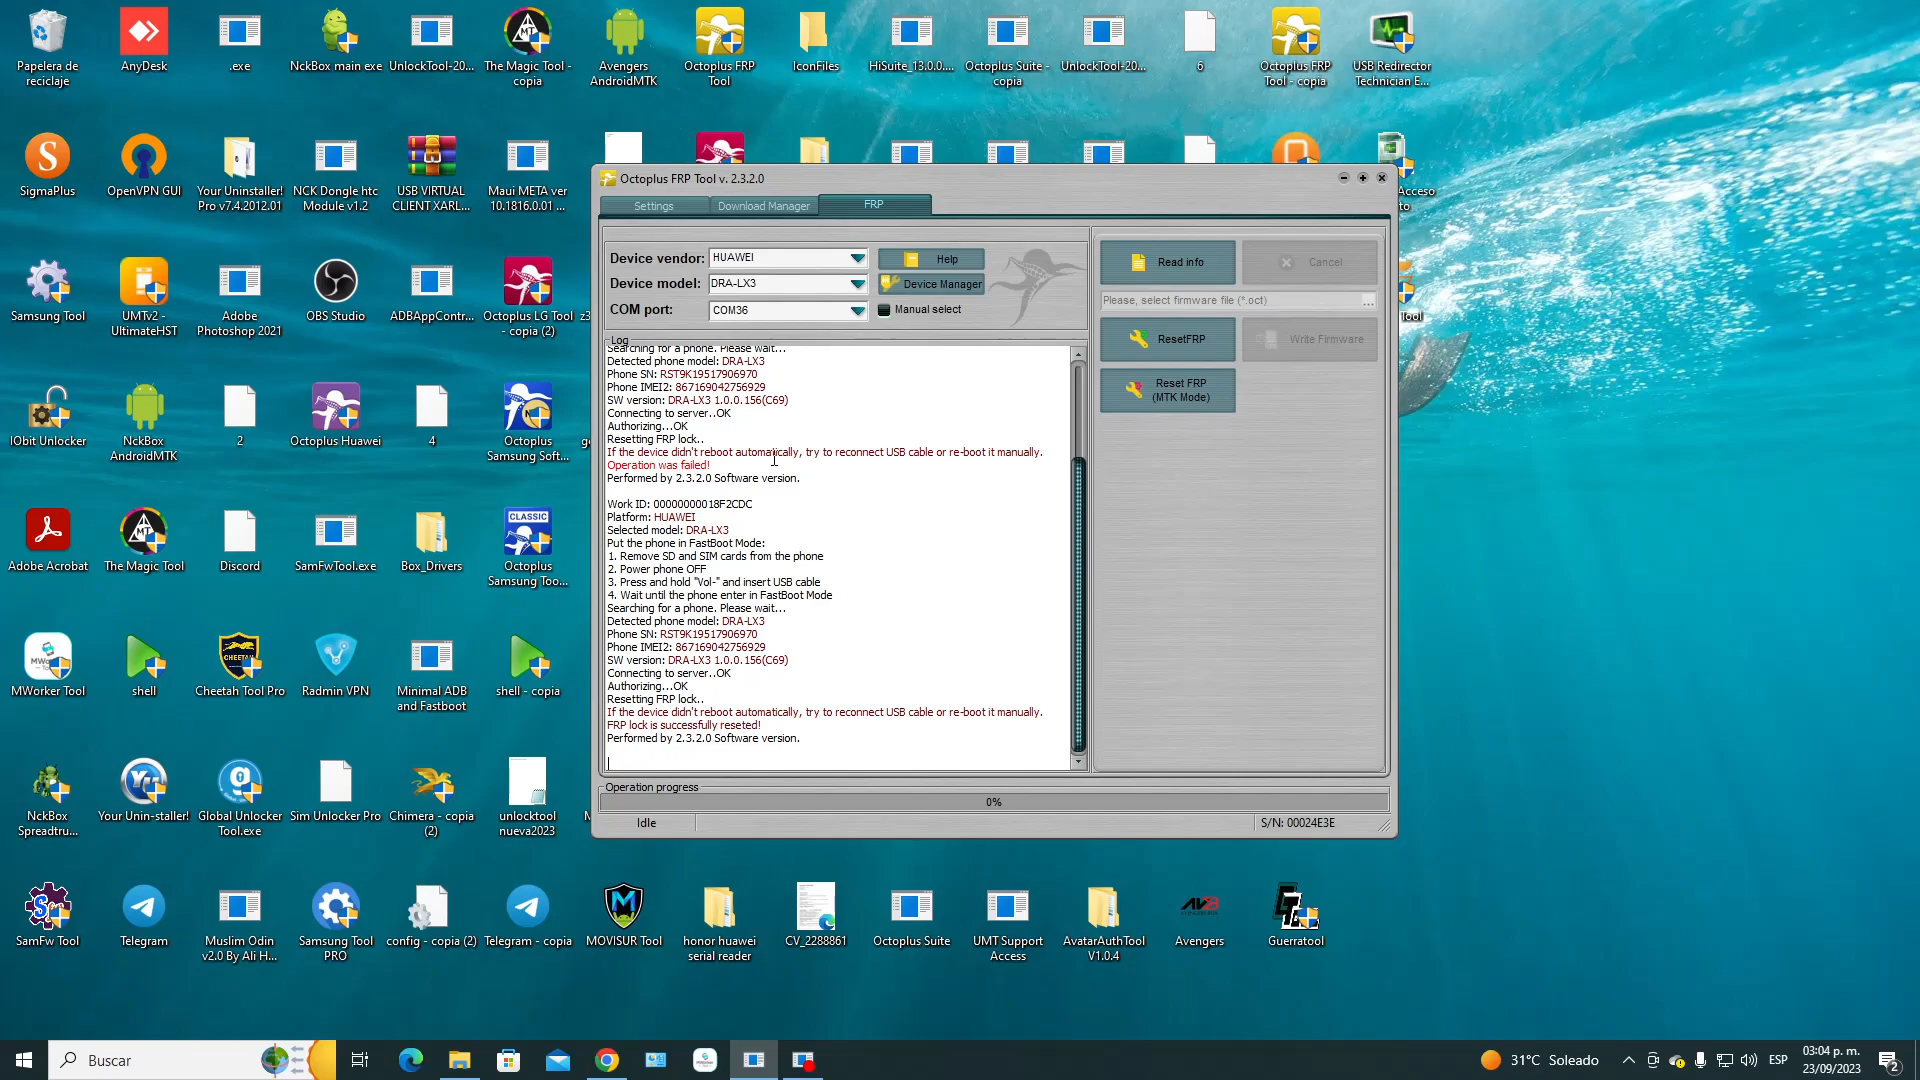 Papelera de
reciclaje
AnyDesk
.exe
NckBox main exe
UnlockTool-20...
The Magic Tool -
copia
Avengers
AndroidMTK
Octoplus FRP
Tool
IconFiles
HiSuite_13.0.0....
Octoplus Suite -
copia
UnlockTool-20...
6
Octoplus FRP
Tool - copia
USB Redirector
Technician E...
SigmaPlus
OpenVPN GUI
Your Uninstaller!
Pro v7.4.2012.01
NCK Dongle htc
Module v1.2
USB VIRTUAL
CLIENT XARL...
Maui META ver
10.1816.0.01 ...
Acceso
Samsung Tool
UMTv2 -
UltimateHST
Adobe
Photoshop 2021
OBS Studio
ADBAppContr...
Octoplus LG Tool
- copia (2)
Tool
IObit Unlocker
NckBox
AndroidMTK
2
Octoplus Huawei
4
Octoplus
Samsung Soft...
Adobe Acrobat
The Magic Tool
Discord
SamFwTool.exe
Box_Drivers
CLASSIC
Octoplus
Samsung Too...
MWorker Tool
shell
CHEETAH
Cheetah Tool Pro
Radmin VPN
Minimal ADB
and Fastboot
shell - copia
NckBox
Spreadtru...
Your Unin-staller!
Global Unlocker
Tool.exe
Sim Unlocker Pro
Chimera - copia
(2)
unlocktool
nueva2023
SamFw Tool
Telegram
Muslim Odin
v2.0 By Ali H...
Samsung Tool
PRO
config - copia (2)
Telegram - copia
MOVISUR Tool
honor huawei
serial reader
CV_2288861
Octoplus Suite
UMT Support
Access
AvatarAuthTool
V1.0.4
Avengers
Guerratool
Octoplus FRP Tool v. 2.3.2.0
Settings
Download Manager
FRP
Device vendor:
HUAWEI
Help
Device model:
DRA-LX3
Device Manager
COM port:
COM36
Manual select
Read info
Cancel
Please, select firmware file (*.oct)
...
ResetFRP
Write Firmware
Reset FRP
(MTK Mode)
Log
Searching for a phone. Please wait...
Detected phone model: DRA-LX3
Phone SN: RST9K19517906970
Phone IMEI2: 867169042756929
SW version: DRA-LX3 1.0.0.156(C69)
Connecting to server..OK
Authorizing...OK
Resetting FRP lock..
If the device didn't reboot automatically, try to reconnect USB cable or re-boot it manually.
Operation was failed!
Performed by 2.3.2.0 Software version.
Work ID: 00000000018F2CDC
Platform: HUAWEI
Selected model: DRA-LX3
Put the phone in FastBoot Mode:
1. Remove SD and SIM cards from the phone
2. Power phone OFF
3. Press and hold "Vol-" and insert USB cable
4. Wait until the phone enter in FastBoot Mode
Searching for a phone. Please wait...
Detected phone model: DRA-LX3
Phone SN: RST9K19517906970
Phone IMEI2: 867169042756929
SW version: DRA-LX3 1.0.0.156(C69)
Connecting to server..OK
Authorizing...OK
Resetting FRP lock..
If the device didn't reboot automatically, try to reconnect USB cable or re-boot it manually.
FRP lock is successfully reseted!
Performed by 2.3.2.0 Software version.
Operation progress
0%
Idle
S/N: 00024E3E
Buscar
31°C Soleado
ESP
03:04 p. m.
23/09/2023
2